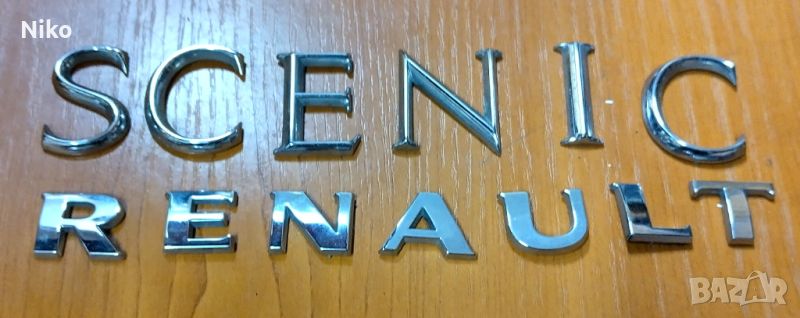 Niko
SCENIC
RENAULT
BAZAR